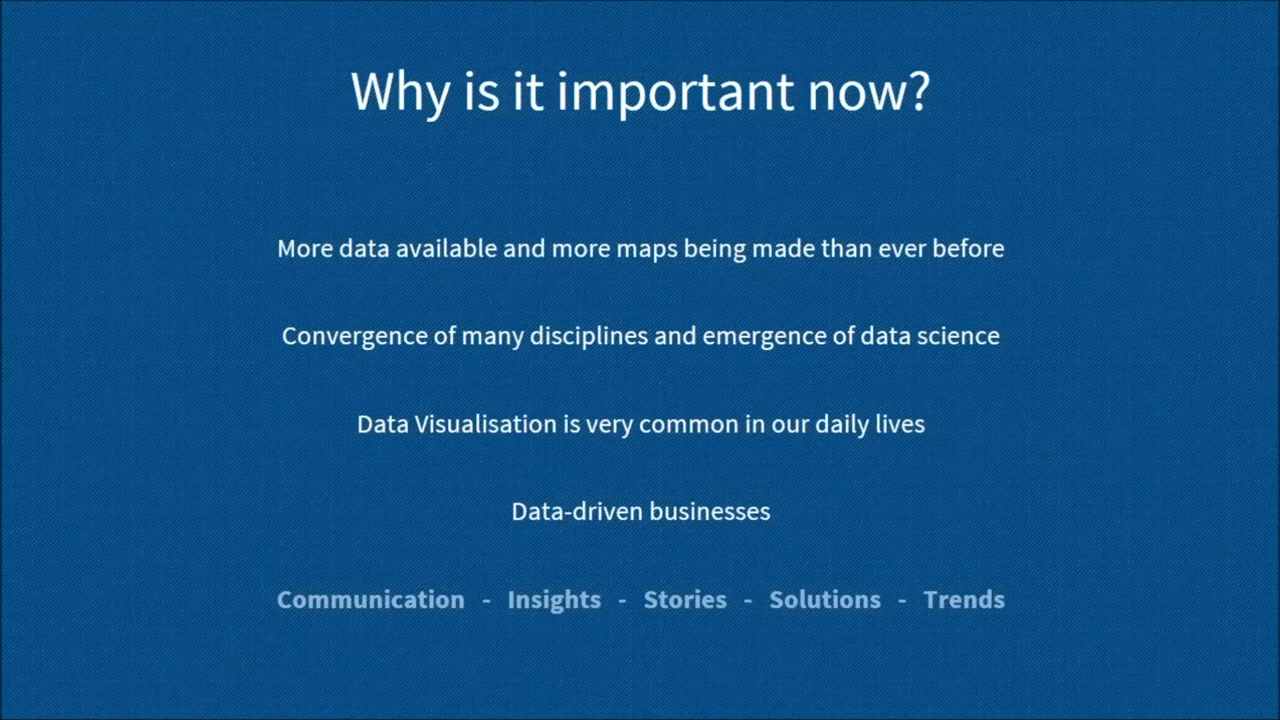 Why is it important now?
More data available and more maps being made than ever before
Convergence of many disciplines and emergence of data science
Data Visualisation is very common in our daily lives
Data-driven businesses
Communication - Insights - Stories - Solutions - Trends